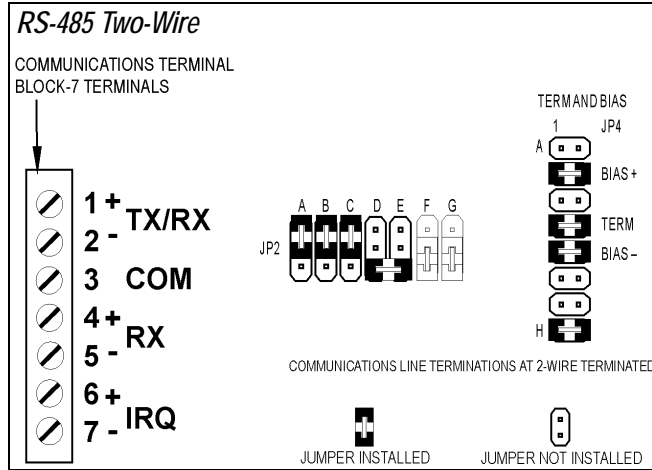 RS-485 Two-Wire
COMMUNICATIONS TERMINAL
BLOCK-7 TERMINALS
1 +
TX/RX
2 -
3 COM
4 +
RX
5 -
6 +
IRQ
7 -
JP2
A B C D E F G
TERM AND BIAS
1 JP4
A
BIAS +
TERM
BIAS –
H
COMMUNICATIONS LINE TERMINATIONS AT 2-WIRE TERMINATED
JUMPER INSTALLED
JUMPER NOT INSTALLED